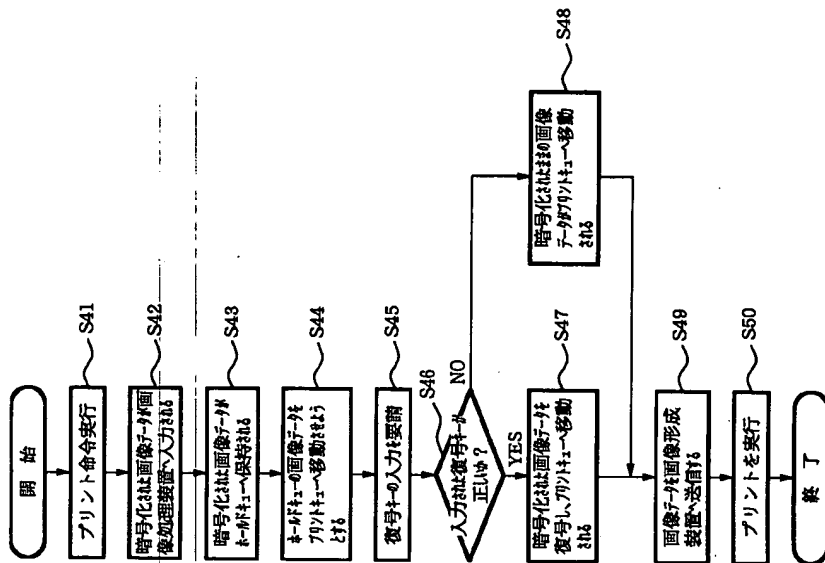 開始
プリント命令実行
S41
暗号化された画像データが画
像処理装置へ入力される
S42
暗号化された画像データが
ホールドキューへ保持される
S43
ホールドキューの画像データを
プリントキューへ移動させよう
とする
S44
復号キーの入力を要請
S45
入力された復号キーが
正しいか?
S46
NO
YES
暗号化された画像データを
復号し、プリントキューへ移動
される
S47
暗号化されたままの画像
データがプリントキューへ移動
される
S48
画像データを画像形成
装置へ送信する
S49
プリントを実行
S50
終了